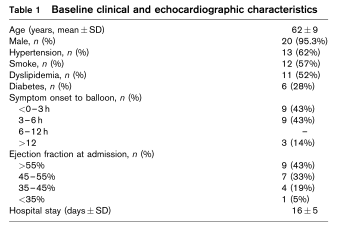 Table 1 Baseline clinical and echocardiographic characteristics
Age (years, mean ± SD) 62 ± 9
Male, n (%) 20 (95.3%)
Hypertension, n (%) 13 (62%)
Smoke, n (%) 12 (57%)
Dyslipidemia, n (%) 11 (52%)
Diabetes, n (%) 6 (28%)
Symptom onset to balloon, n (%)
<0–3 h 9 (43%)
3–6 h 9 (43%)
6–12 h –
>12 3 (14%)
Ejection fraction at admission, n (%)
>55% 9 (43%)
45–55% 7 (33%)
35–45% 4 (19%)
<35% 1 (5%)
Hospital stay (days ± SD) 16 ± 5